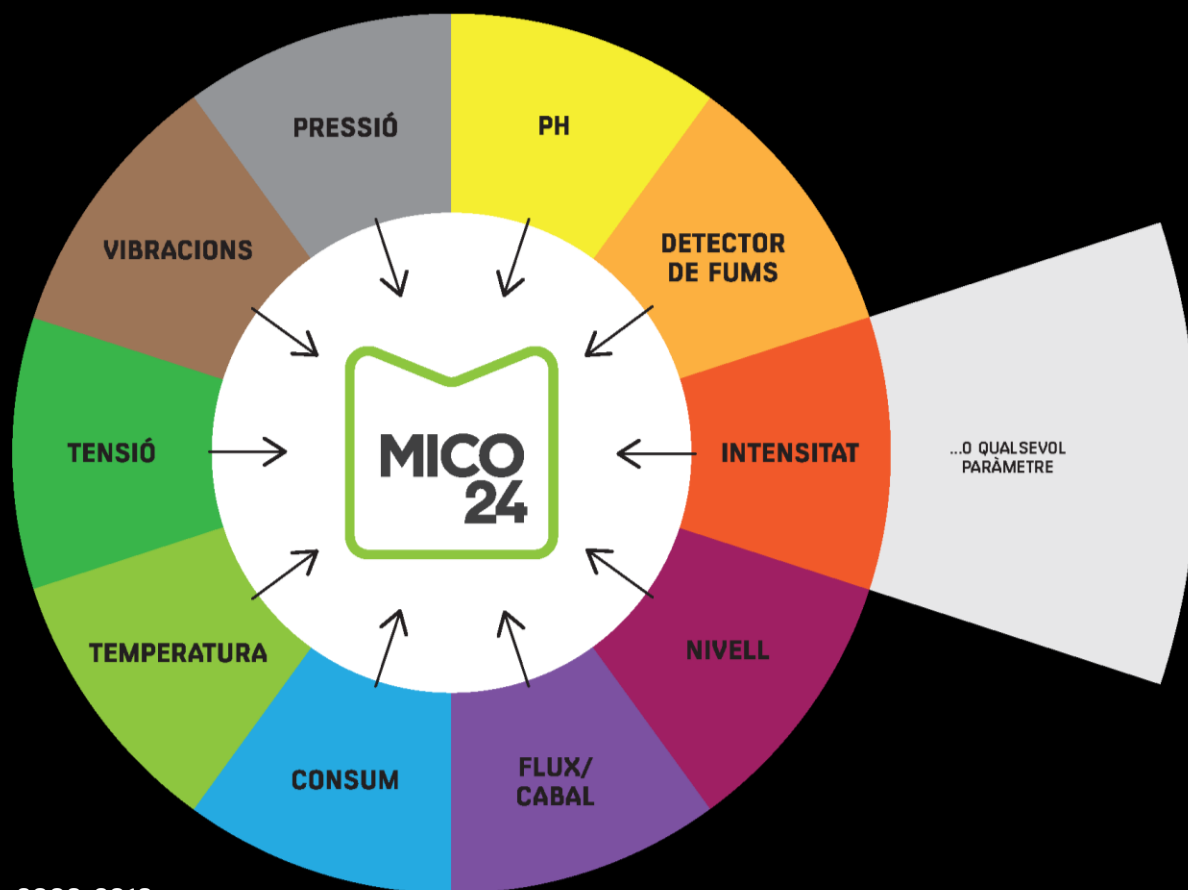 PRESSIÓ
PH
VIBRACIONS
DETECTOR
DE FUMS
TENSIÓ
MICO
24
INTENSITAT
...O QUALSEVOL
PARÀMETRE
TEMPERATURA
NIVELL
CONSUM
FLUX/
CABAL